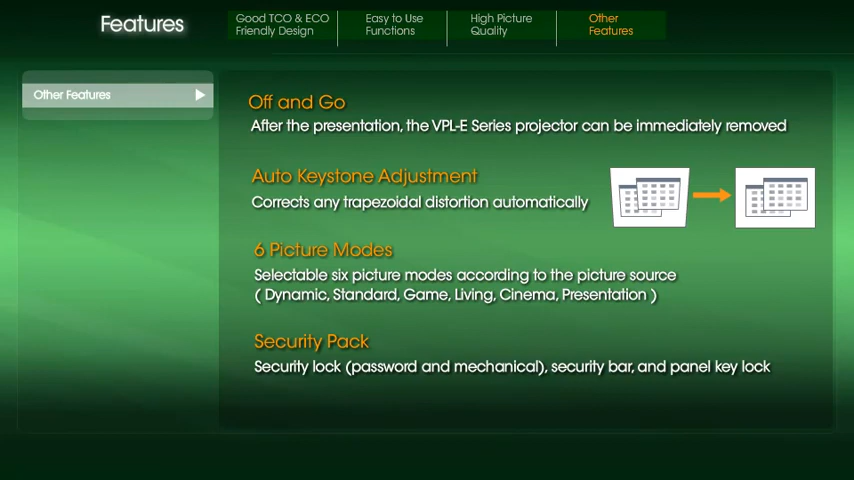 Features
Good TCO & ECO
Friendly Design
Easy to Use
Functions
High Picture
Quality
Other
Features
Other Features
Off and Go
After the presentation, the VPL-E Series projector can be immediately removed
Auto Keystone Adjustment
Corrects any trapezoidal distortion automatically
6 Picture Modes
Selectable six picture modes according to the picture source
( Dynamic, Standard, Game, Living, Cinema, Presentation )
Security Pack
Security lock (password and mechanical), security bar, and panel key lock